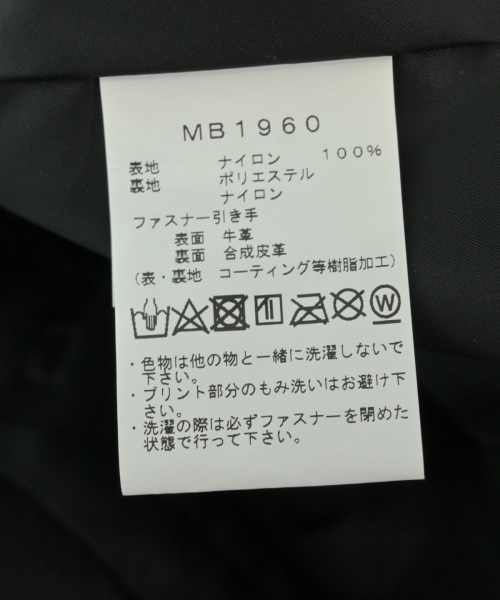 MB1960
表地　ナイロン　100%
裏地　ポリエステル
ナイロン
ファスナー引き手
表面　牛革
裏面　合成皮革
(表・裏地　コーティング等樹脂加工)
W
・色物は他の物と一緒に洗濯しないで
下さい。
・プリント部分のもみ洗いはお避け下
さい。
・洗濯の際は必ずファスナーを閉めた
状態で行って下さい。